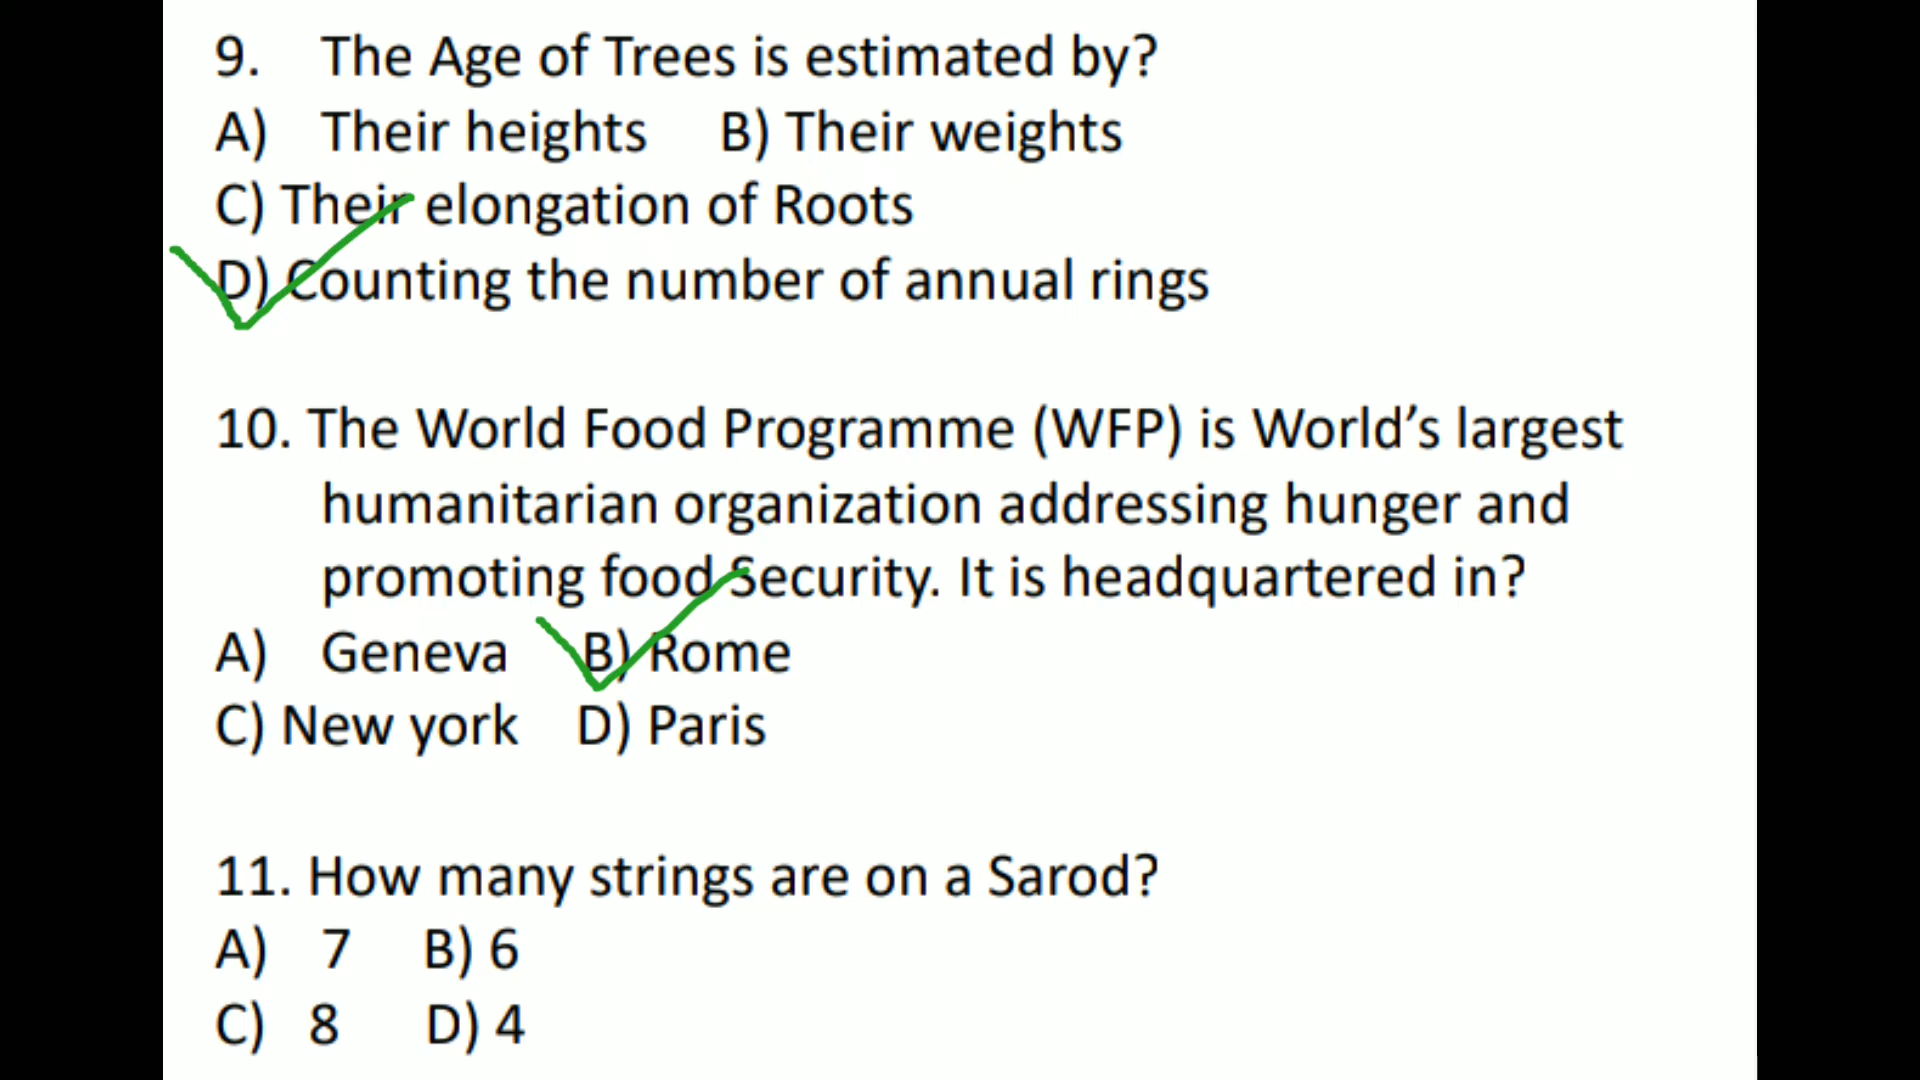 9. The Age of Trees is estimated by?
A) Their heights B) Their weights
C) Their elongation of Roots
D) Counting the number of annual rings
10. The World Food Programme (WFP) is World’s largest
humanitarian organization addressing hunger and
promoting food Security. It is headquartered in?
A) Geneva B) Rome
C) New york D) Paris
11. How many strings are on a Sarod?
A) 7 B) 6
C) 8 D) 4